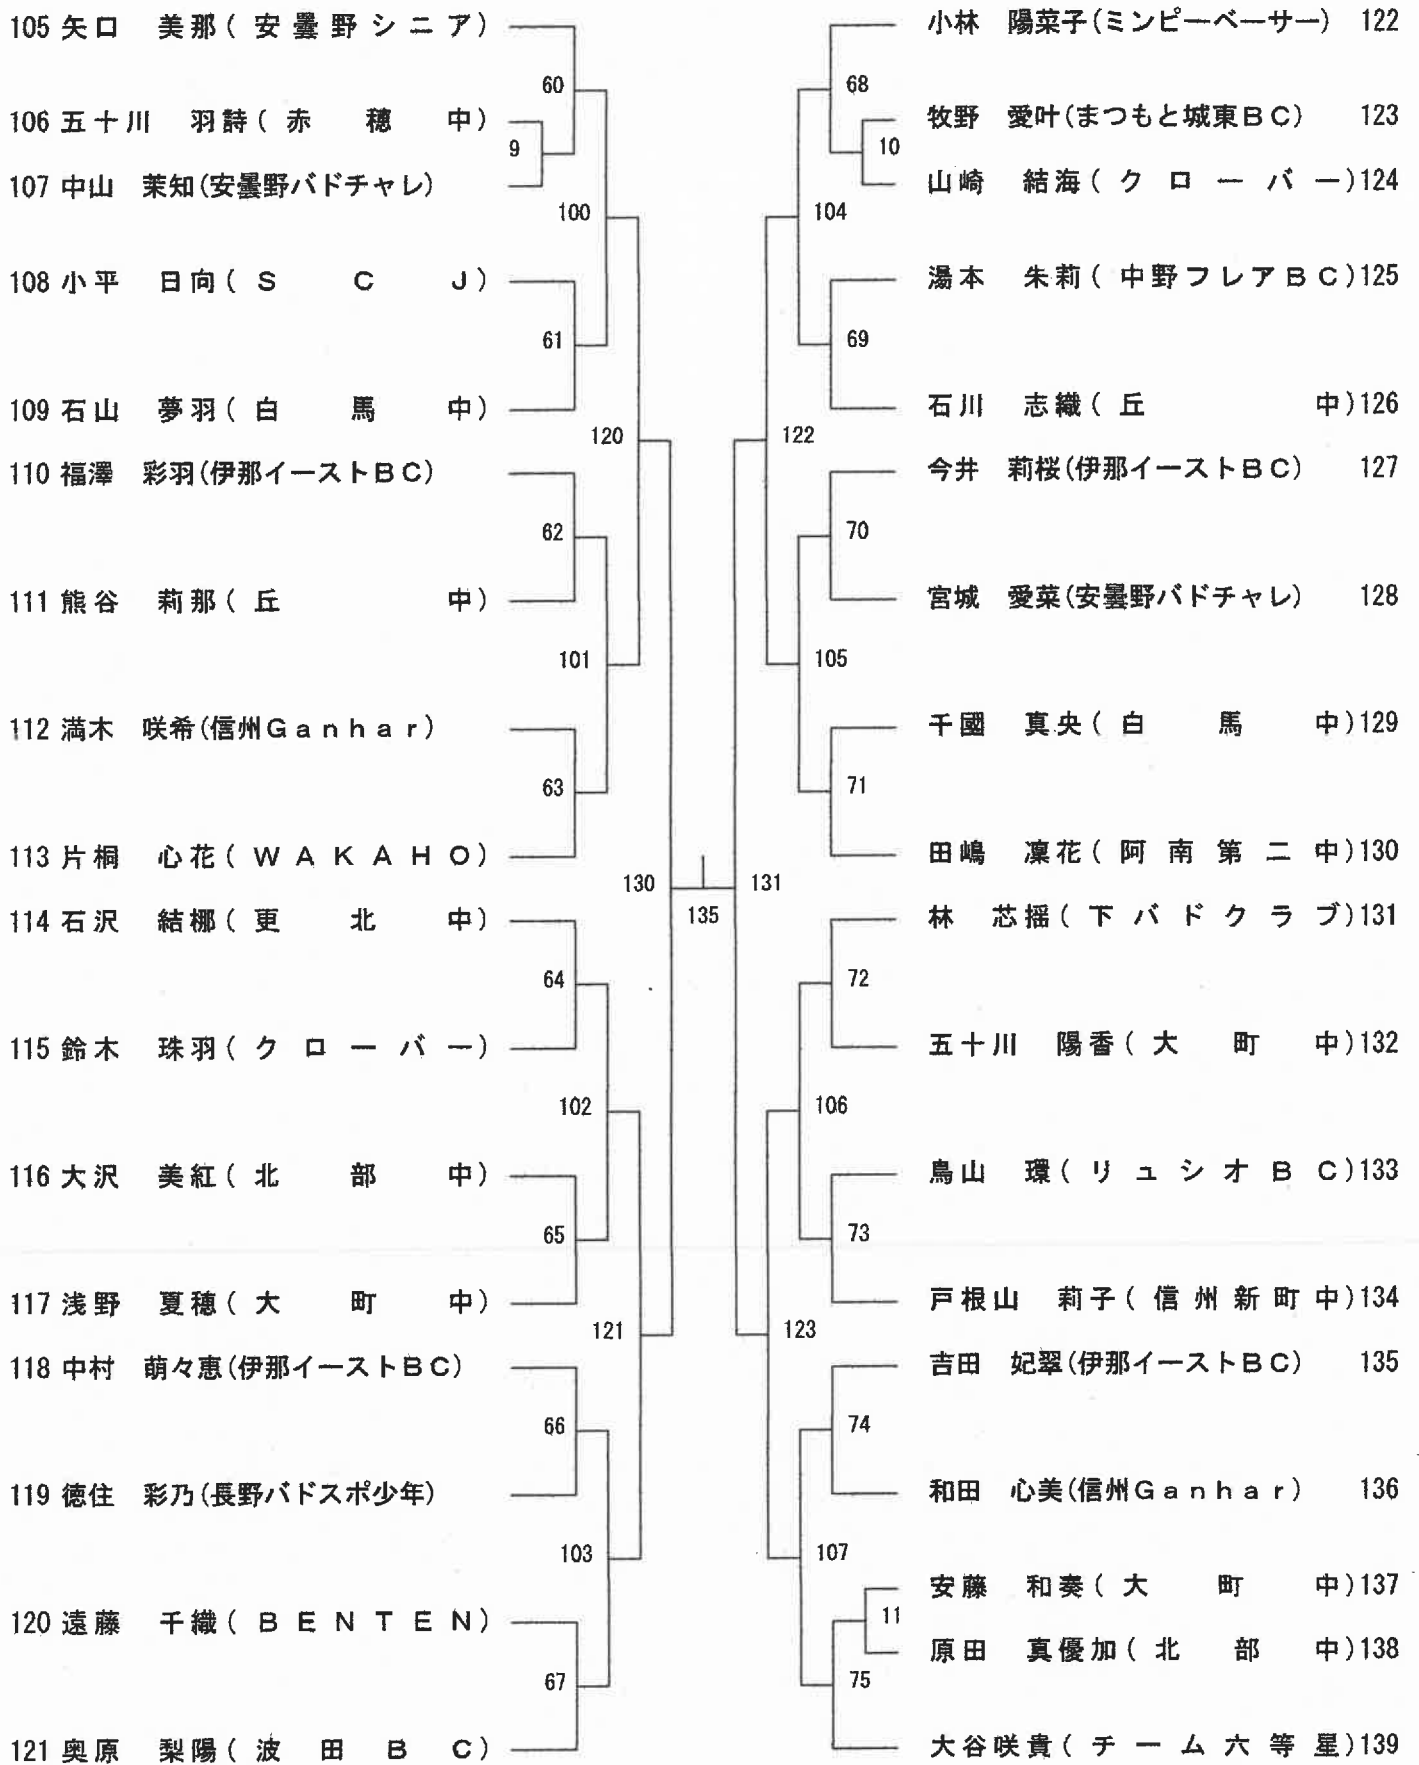 105 矢口 美那(安曇野シニア)
60
106 五十川 羽詩(赤穂中)
9
107 中山 茉知(安曇野バドチャレ)
100
108 小平 日向(SCJ)
61
109 石山 夢羽(白馬中)
120
110 福澤 彩羽(伊那イーストBC)
62
111 熊谷 莉那(丘中)
101
112 満木 咲希(信州Ganhar)
63
113 片桐 心花(WAKAHO)
130
114 石沢 結梛(更北中)
64
115 鈴木 珠羽(クローバー)
102
116 大沢 美紅(北部中)
65
117 浅野 夏穂(大町中)
121
118 中村 萌々恵(伊那イーストBC)
66
119 徳住 彩乃(長野バドスポ少年)
103
120 遠藤 千織(BENTEN)
67
121 奥原 梨陽(波田BC)
135
小林 陽菜子(ミンピーベーサー) 122
68
牧野 愛叶(まつもと城東BC) 123
10
山崎 結海(クローバー)124
104
湯本 朱莉(中野フレアBC)125
69
石川 志織(丘中)126
122
今井 莉桜(伊那イーストBC) 127
70
宮城 愛菜(安曇野バドチャレ) 128
105
千國 真央(白馬中)129
71
田嶋 凜花(阿南第二中)130
131
林 芯揺(下バドクラブ)131
72
五十川 陽香(大町中)132
106
鳥山 環(リュシオBC)133
73
戸根山 莉子(信州新町中)134
123
吉田 妃翠(伊那イーストBC) 135
74
和田 心美(信州Ganhar) 136
107
安藤 和奏(大町中)137
11
原田 真優加(北部中)138
75
大谷咲貴(チーム六等星)139